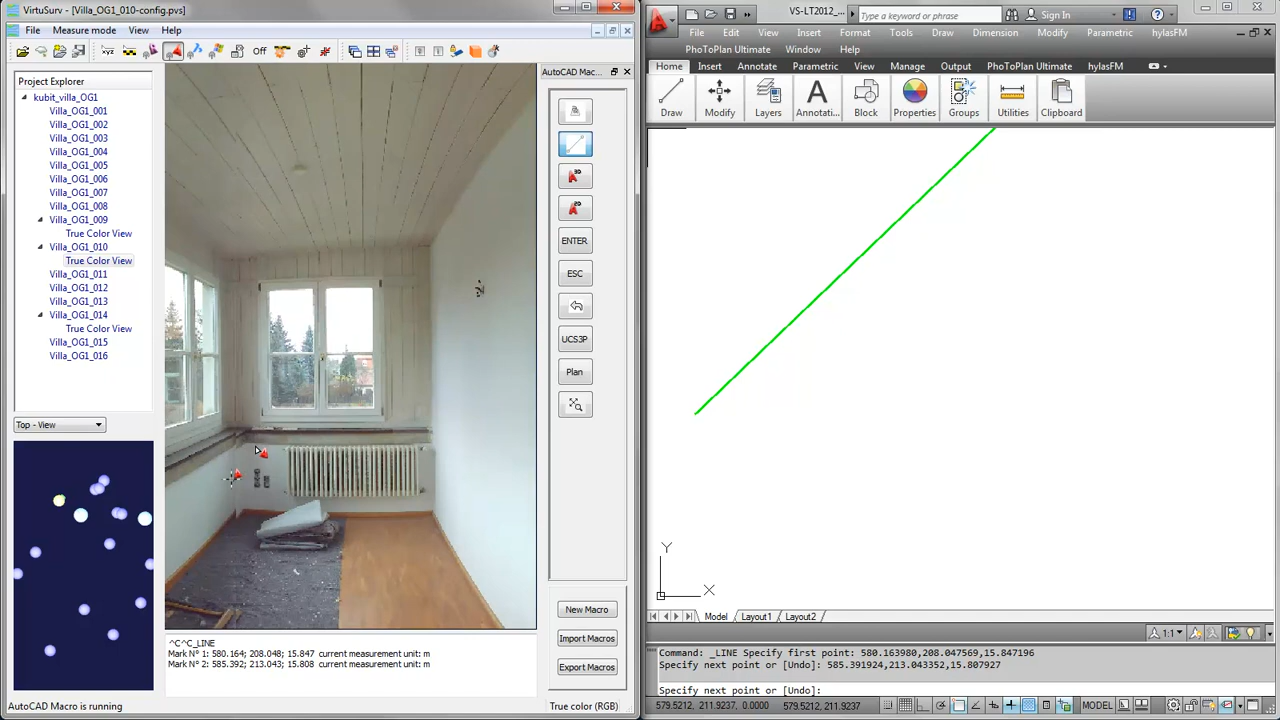 VirtuSurv - [Villa_OG1_010-config.pvs]
File Measure mode View Help
xyz
Off
Project Explorer
kubit_villa_OG1
Villa_OG1_001
Villa_OG1_002
Villa_OG1_003
Villa_OG1_004
Villa_OG1_005
Villa_OG1_006
Villa_OG1_007
Villa_OG1_008
Villa_OG1_009
True Color View
Villa_OG1_010
True Color View
Villa_OG1_011
Villa_OG1_012
Villa_OG1_013
Villa_OG1_014
True Color View
Villa_OG1_015
Villa_OG1_016
Top - View
AutoCAD Mac...
ENTER
ESC
UCS3P
Plan
New Macro
Import Macros
Export Macros
^C^C_LINE
Mark N° 1: 580.164; 208.048; 15.847 current measurement unit: m
Mark N° 2: 585.392; 213.043; 15.808 current measurement unit: m
AutoCAD Macro is running
True color (RGB)
VS-LT2012_...
Type a keyword or phrase
Sign In
File Edit View Insert Format Tools Draw Dimension Modify Parametric hylasFM
PhoToPlan Ultimate Window Help
Home Insert Annotate Parametric View Manage Output PhoToPlan Ultimate hylasFM
Draw Modify Layers Annotati... Block Properties Groups Utilities Clipboard
Y
X
Model Layout1 Layout2
1:1
Command: _LINE Specify first point: 580.163980,208.047569,15.847196
Specify next point or [Undo]: 585.391924,213.043352,15.807927
Specify next point or [Undo]:
579.5212, 211.9237, 0.0000
579.5212, 211.9237
MODEL